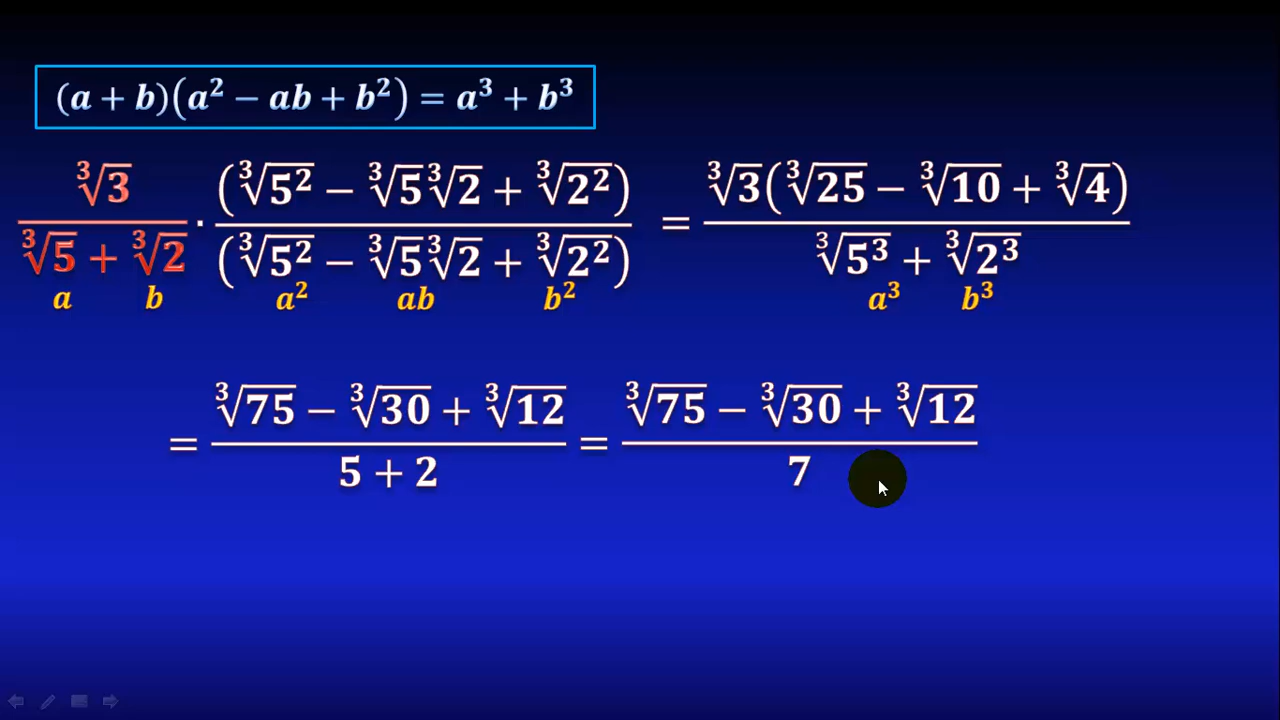 (a + b)(a² − ab + b²) = a³ + b³
∛3 / (∛5 + ∛2) · (∛5² − ∛5∛2 + ∛2²) / (∛5² − ∛5∛2 + ∛2²) = ∛3(∛25 − ∛10 + ∛4) / (∛5³ + ∛2³)
a b a² ab b² a³ b³
= (∛75 − ∛30 + ∛12) / (5 + 2) = (∛75 − ∛30 + ∛12) / 7